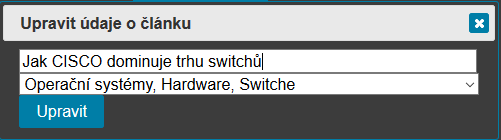 Upravit údaje o článku
Jak CISCO dominuje trhu switchů
Operační systémy, Hardware, Switche
Upravit